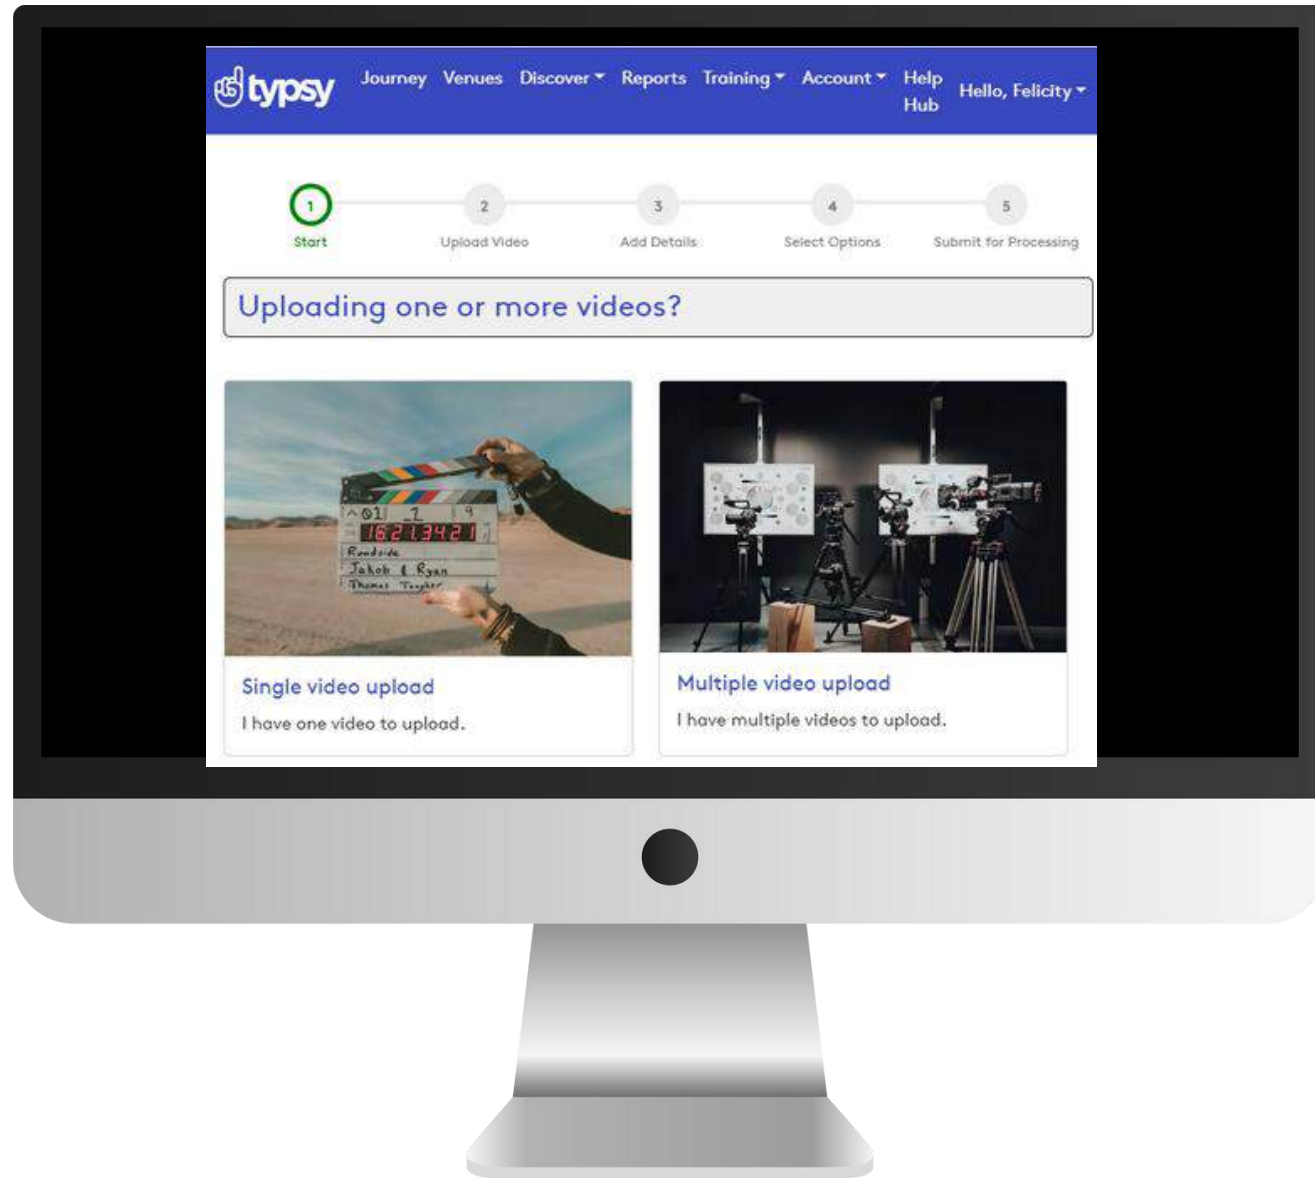 typsy
Journey Venues Discover Reports Training Account Help Hub Hello, Felicity
1 2 3 4 5
Start Upload Video Add Details Select Options Submit for Processing
Uploading one or more videos?
16213421
Roadside
Jakob & Ryan
Thomas
Single video upload
I have one video to upload.
Multiple video upload
I have multiple videos to upload.